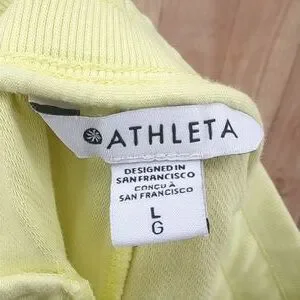 ATHLETA
DESIGNED IN
SAN FRANCISCO
CONÇU À
SAN FRANCISCO
L
G